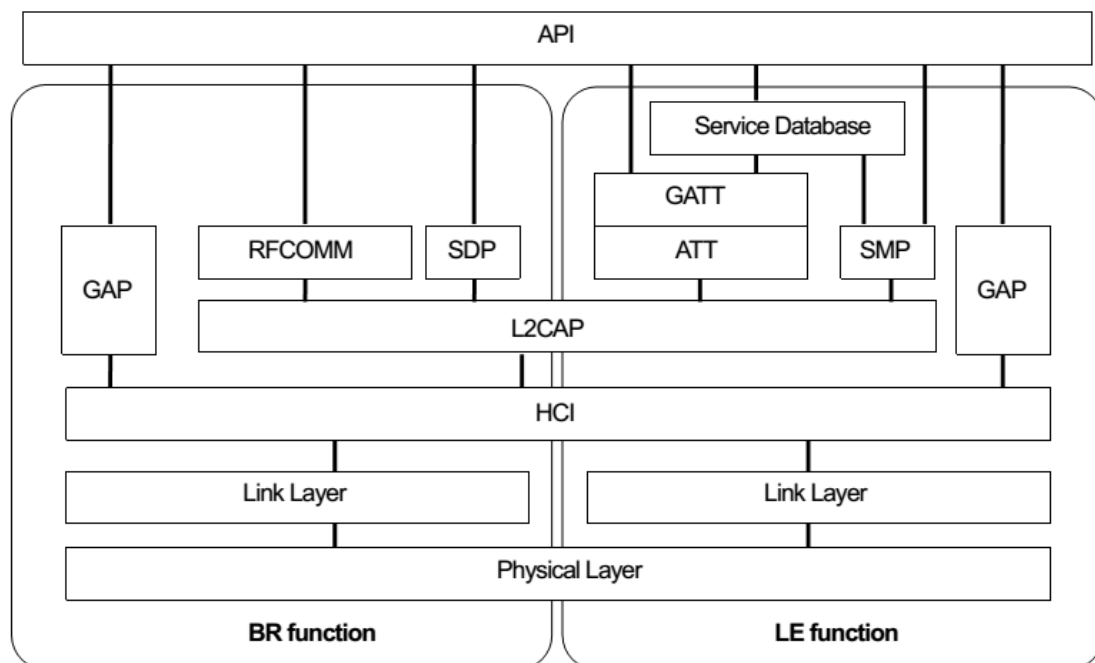 API
Service Database
GATT
RFCOMM
SDP
ATT
SMP
GAP
GAP
L2CAP
HCI
Link Layer
Link Layer
Physical Layer
BR function
LE function